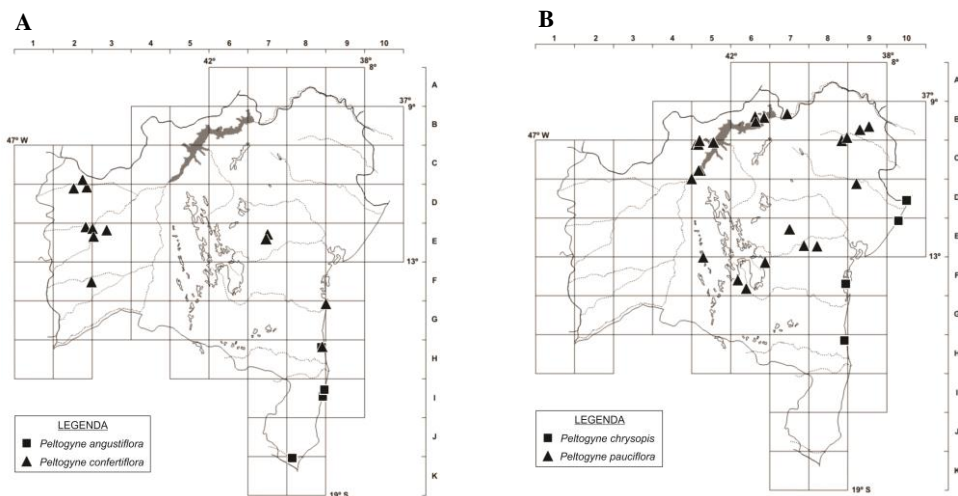 A
1 2 3 4 5 6 7 8 9 10
42° 38°
8°
37°
9°
47° W
13°
19° S
A
B
C
D
E
F
G
H
I
J
K
LEGENDA
Peltogyne angustiflora
Peltogyne confertiflora
B
1 2 3 4 5 6 7 8 9 10
42° 38°
8°
37°
9°
47° W
13°
19° S
A
B
C
D
E
F
G
H
I
J
K
LEGENDA
Peltogyne chrysopis
Peltogyne pauciflora